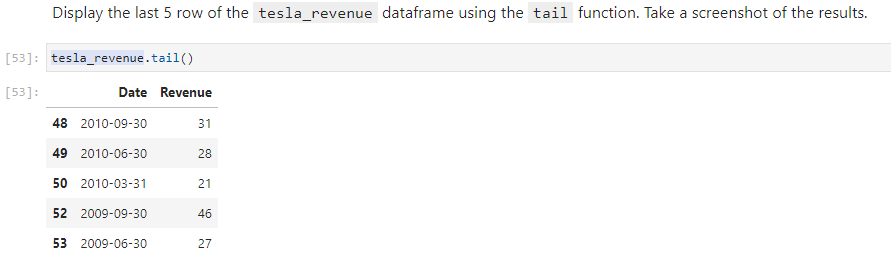 Display the last 5 row of the tesla_revenue dataframe using the tail function. Take a screenshot of the results.
[53]: tesla_revenue.tail()
[53]: Date Revenue
48 2010-09-30 31
49 2010-06-30 28
50 2010-03-31 21
52 2009-09-30 46
53 2009-06-30 27